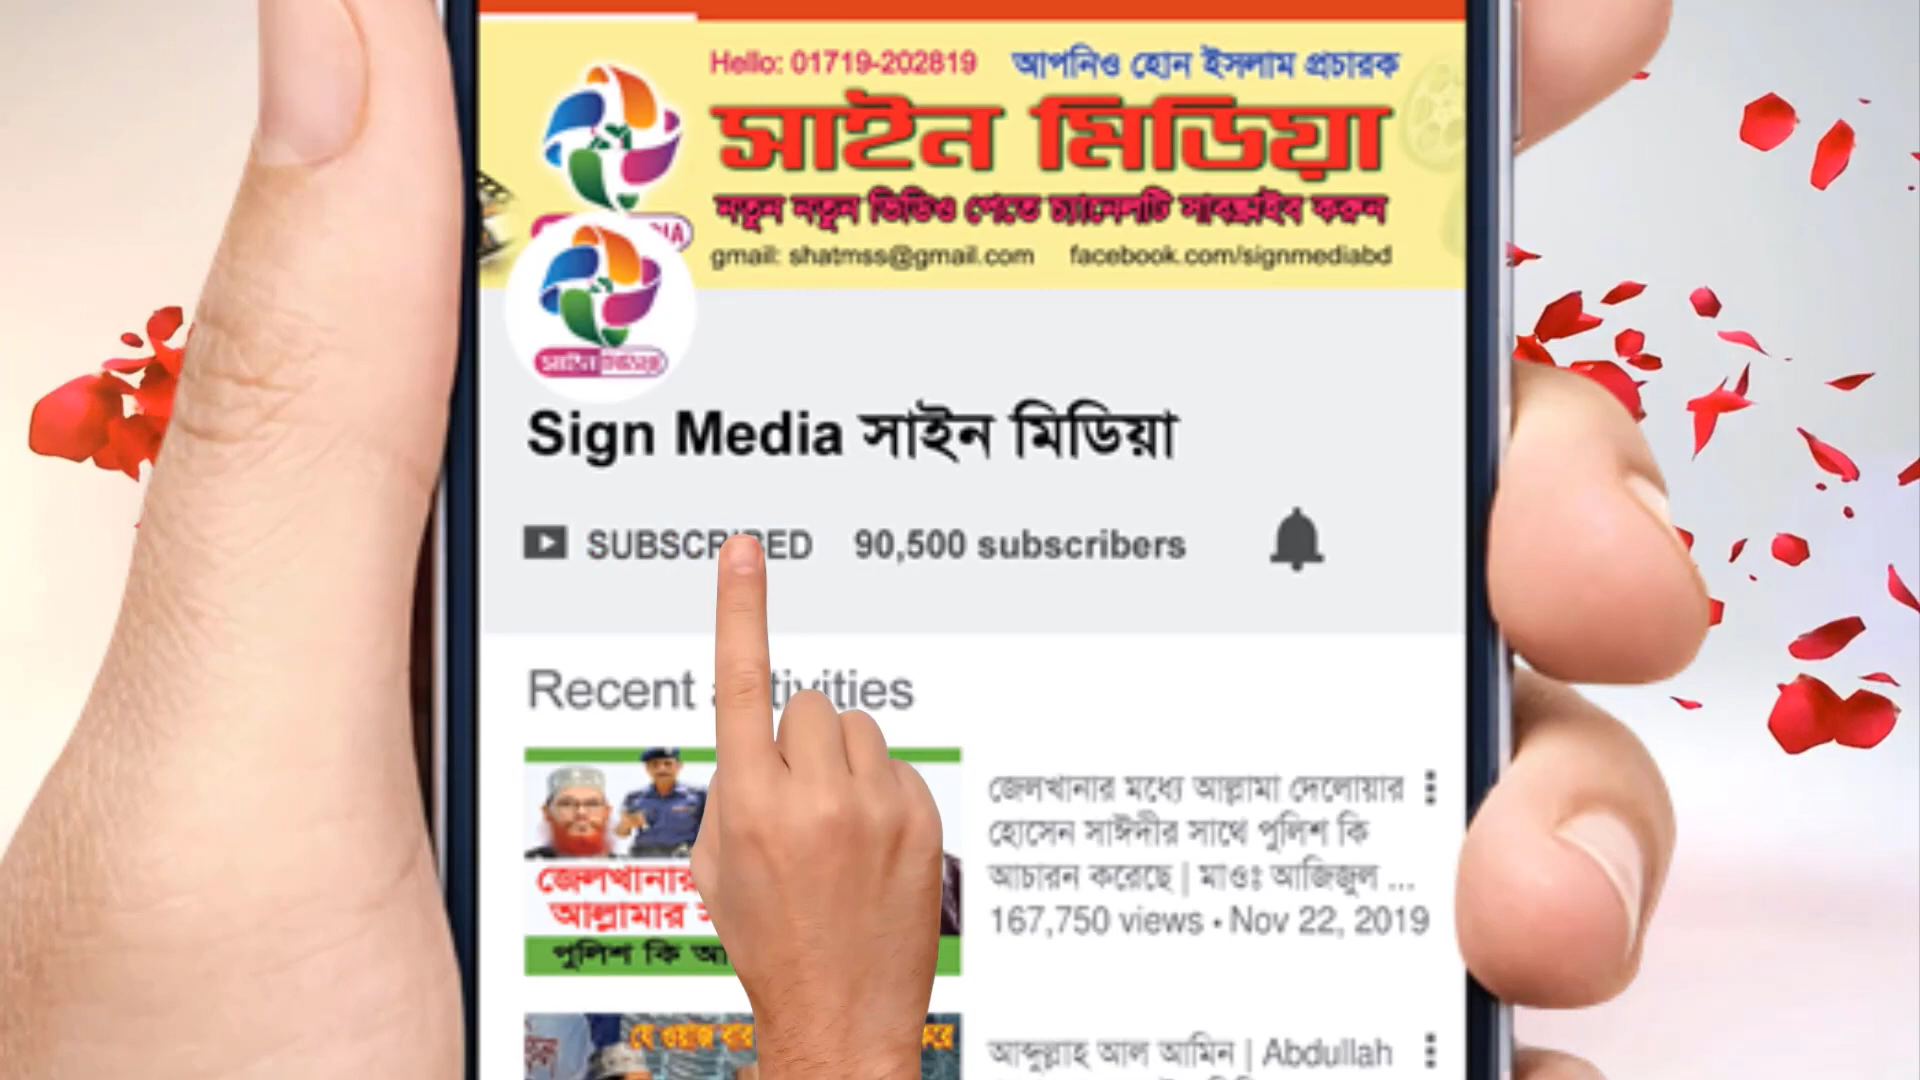 Hello: 01719-202819 আপনিও হোন ইসলাম প্রচারক
সাইন মিডিয়া
নতুন নতুন ভিডিও পেতে চ্যানেলটি সাবস্ক্রাইব করুন
gmail: shatmss@gmail.com facebook.com/signmediabd
সাইন মিডিয়া
Sign Media সাইন মিডিয়া
SUBSCRIBED 90,500 subscribers
Recent activities
জেলখানার
আল্লামার
পুলিশ কি
জেলখানার মধ্যে আল্লামা দেলোয়ার
হোসেন সাঈদীর সাথে পুলিশ কি
আচারন করেছে | মাওঃ আজিজুল ...
167,750 views • Nov 22, 2019
যে ওয়াজ বার
আব্দুল্লাহ আল আমিন | Abdullah